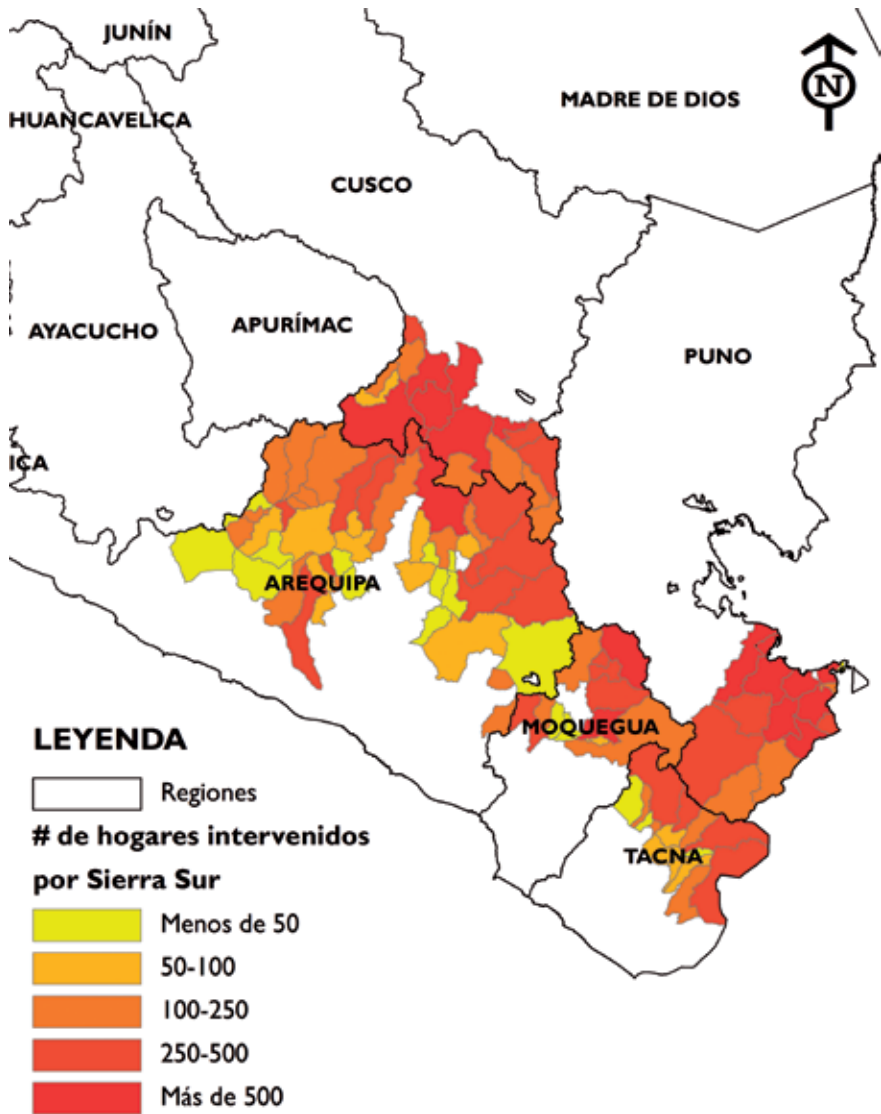 JUNÍN
N
HUANCAVELICA
MADRE DE DIOS
CUSCO
AYACUCHO
APURÍMAC
PUNO
ICA
AREQUIPA
MOQUEGUA
TACNA
LEYENDA
Regiones
# de hogares intervenidos
por Sierra Sur
Menos de 50
50-100
100-250
250-500
Más de 500